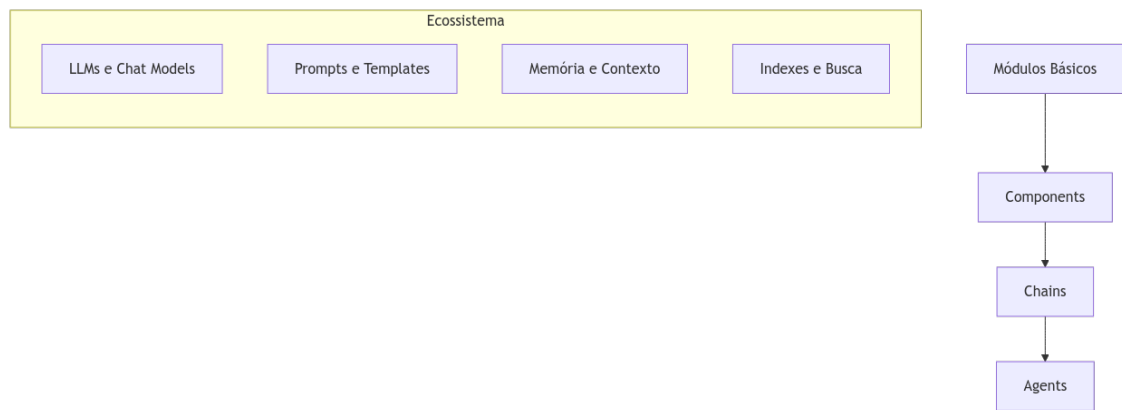 Ecossistema
LLMs e Chat Models
Prompts e Templates
Memória e Contexto
Indexes e Busca
Módulos Básicos
Components
Chains
Agents